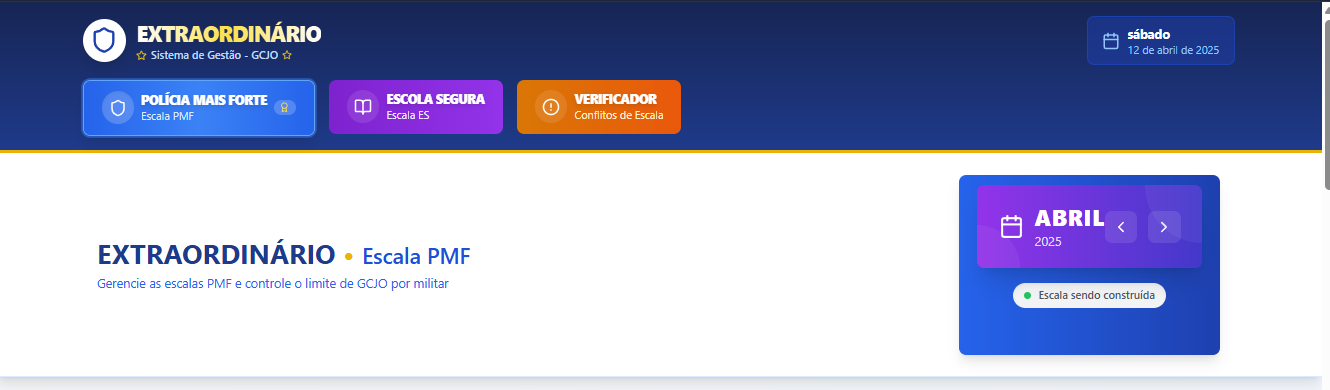 EXTRAORDINÁRIO
Sistema de Gestão - GCJO
sábado
12 de abril de 2025
POLÍCIA MAIS FORTE
Escala PMF
ESCOLA SEGURA
Escala ES
VERIFICADOR
Conflitos de Escala
EXTRAORDINÁRIO • Escala PMF
Gerencie as escalas PMF e controle o limite de GCJO por militar
ABRIL
2025
Escala sendo construída